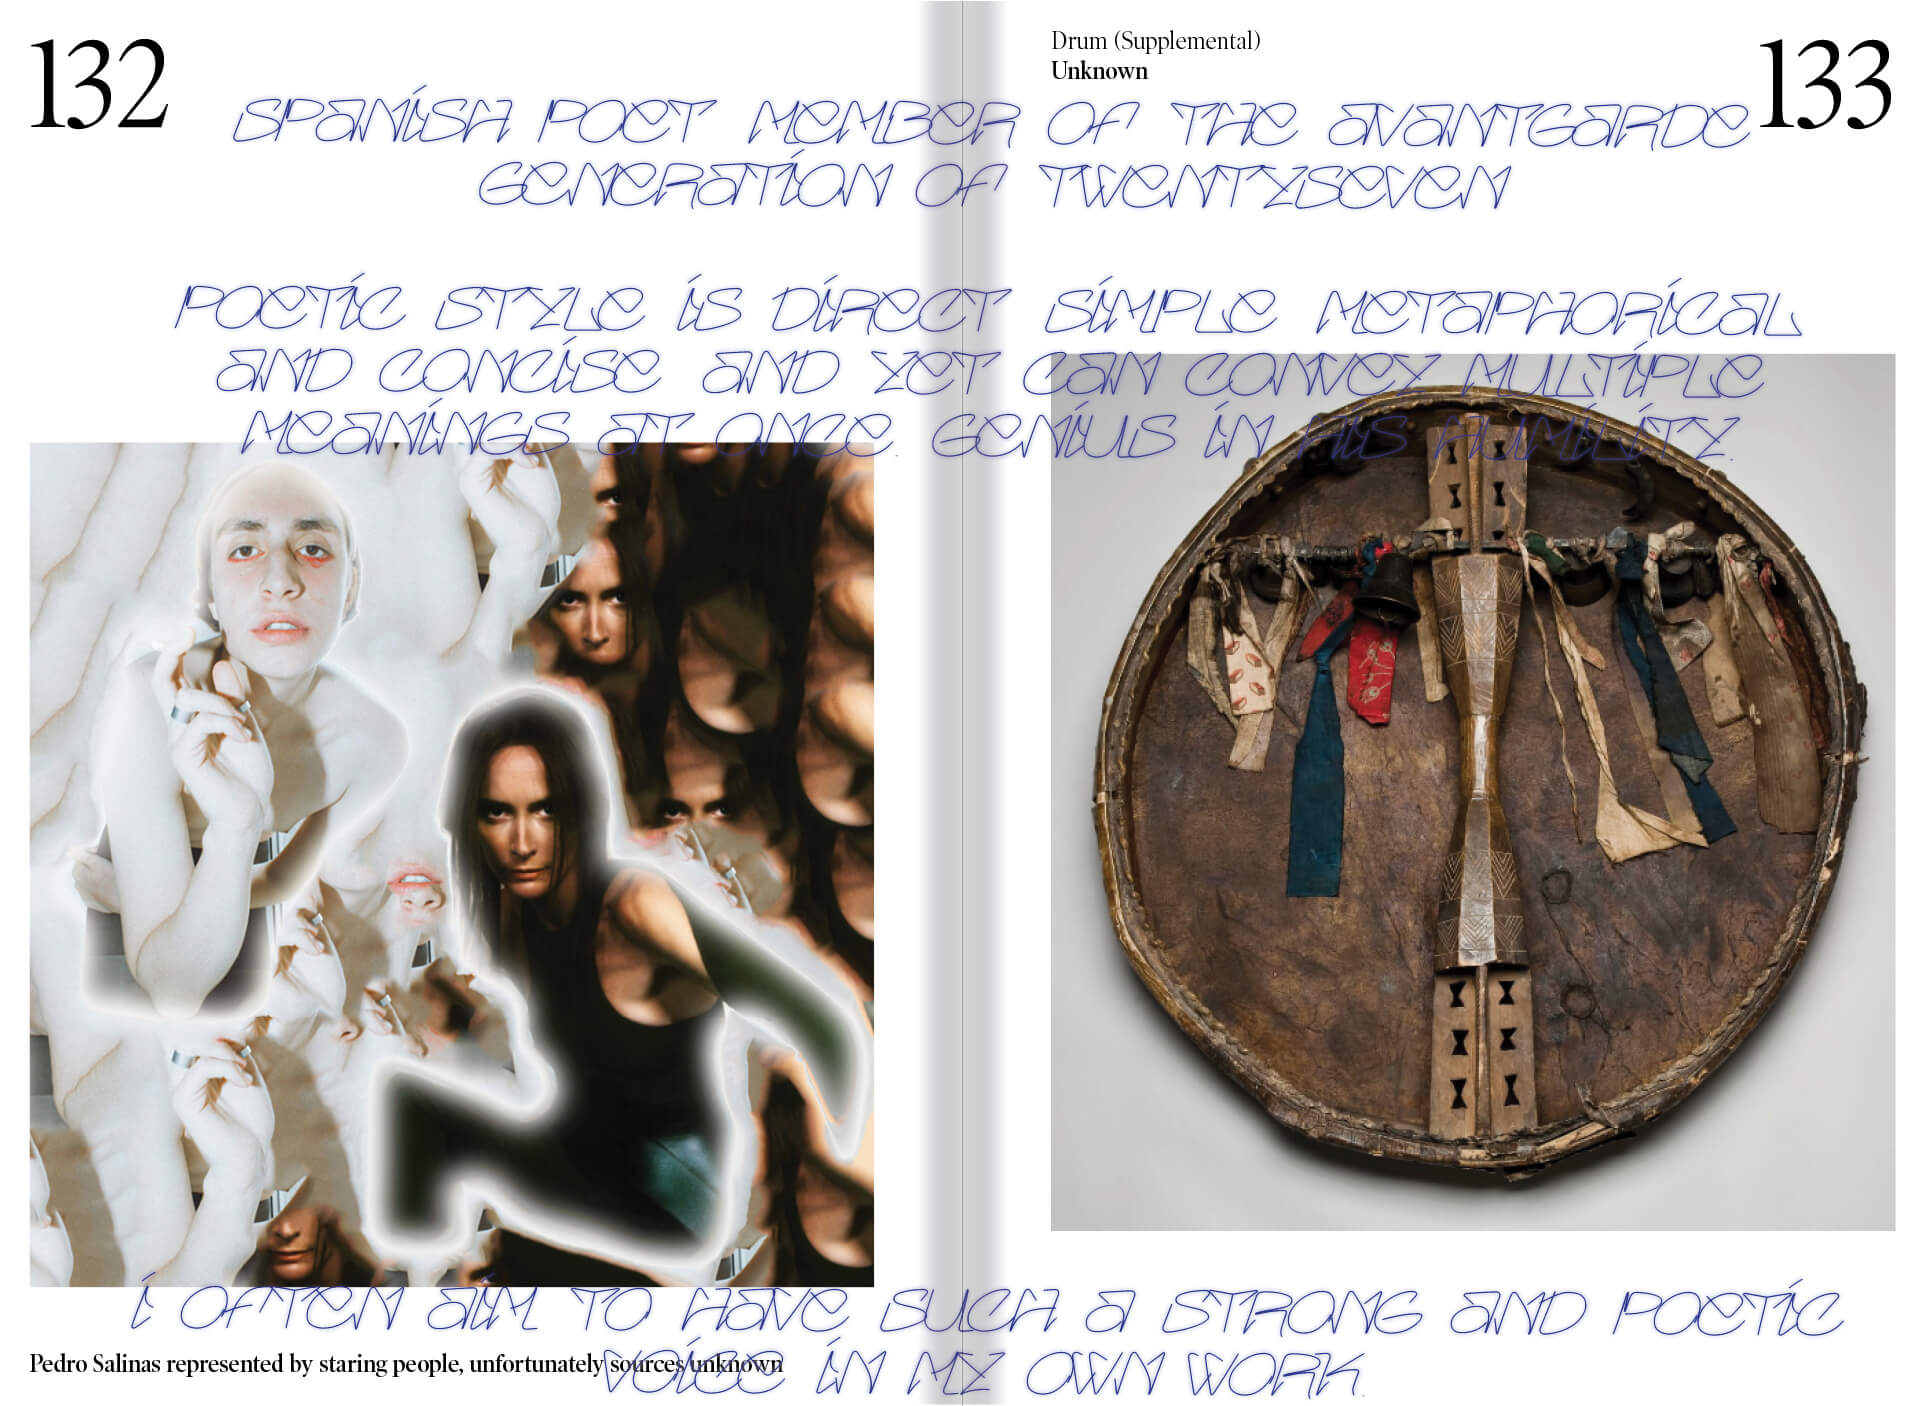 132
Drum (Supplemental)
Unknown
133
SPANISH POET MEMBER OF THE AVANTGARDE
GENERATION OF TWENTYSEVEN
POETIC STYLE IS DIRECT SIMPLE METAPHORICAL
AND CONCISE AND YET CAN CONVEY MULTIPLE
MEANINGS AT ONCE. GENIUS IN HIS HUMILITY.
I OFTEN AIM TO HAVE SUCH A STRONG AND POETIC
VOICE IN MY OWN WORK.
Pedro Salinas represented by staring people, unfortunately sources unknown